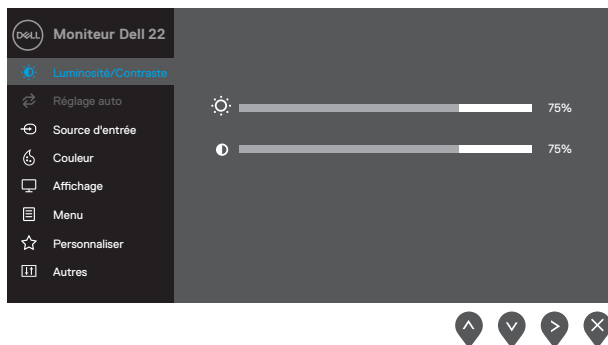 DELL
Moniteur Dell 22
Luminosité/Contraste
75%
Réglage auto
Source d'entrée
75%
Couleur
Affichage
Menu
Personnaliser
Autres